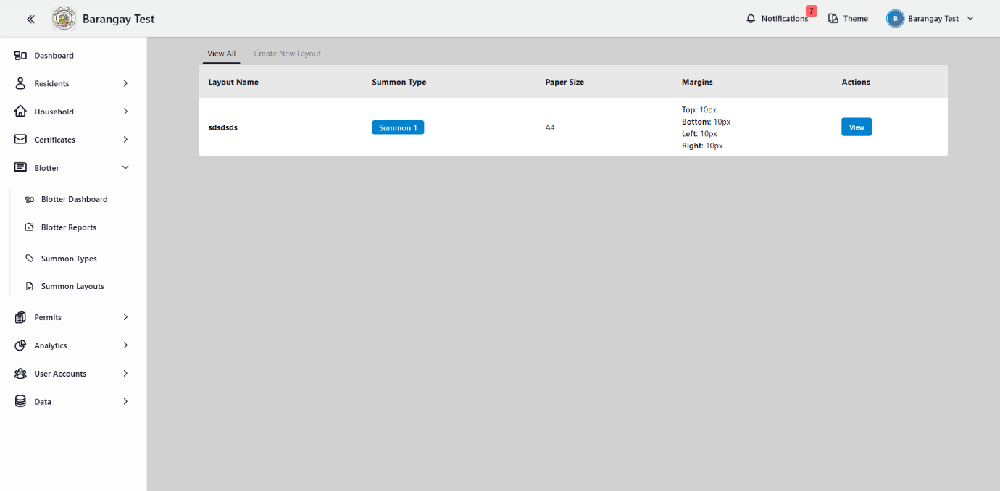 Barangay Test
Notifications 7
Theme
B Barangay Test
Dashboard
Residents
Household
Certificates
Blotter
Blotter Dashboard
Blotter Reports
Summon Types
Summon Layouts
Permits
Analytics
User Accounts
Data
View All Create New Layout
Layout Name Summon Type Paper Size Margins Actions
sdsdsds Summon 1 A4
Top: 10px
Bottom: 10px
Left: 10px
Right: 10px
View